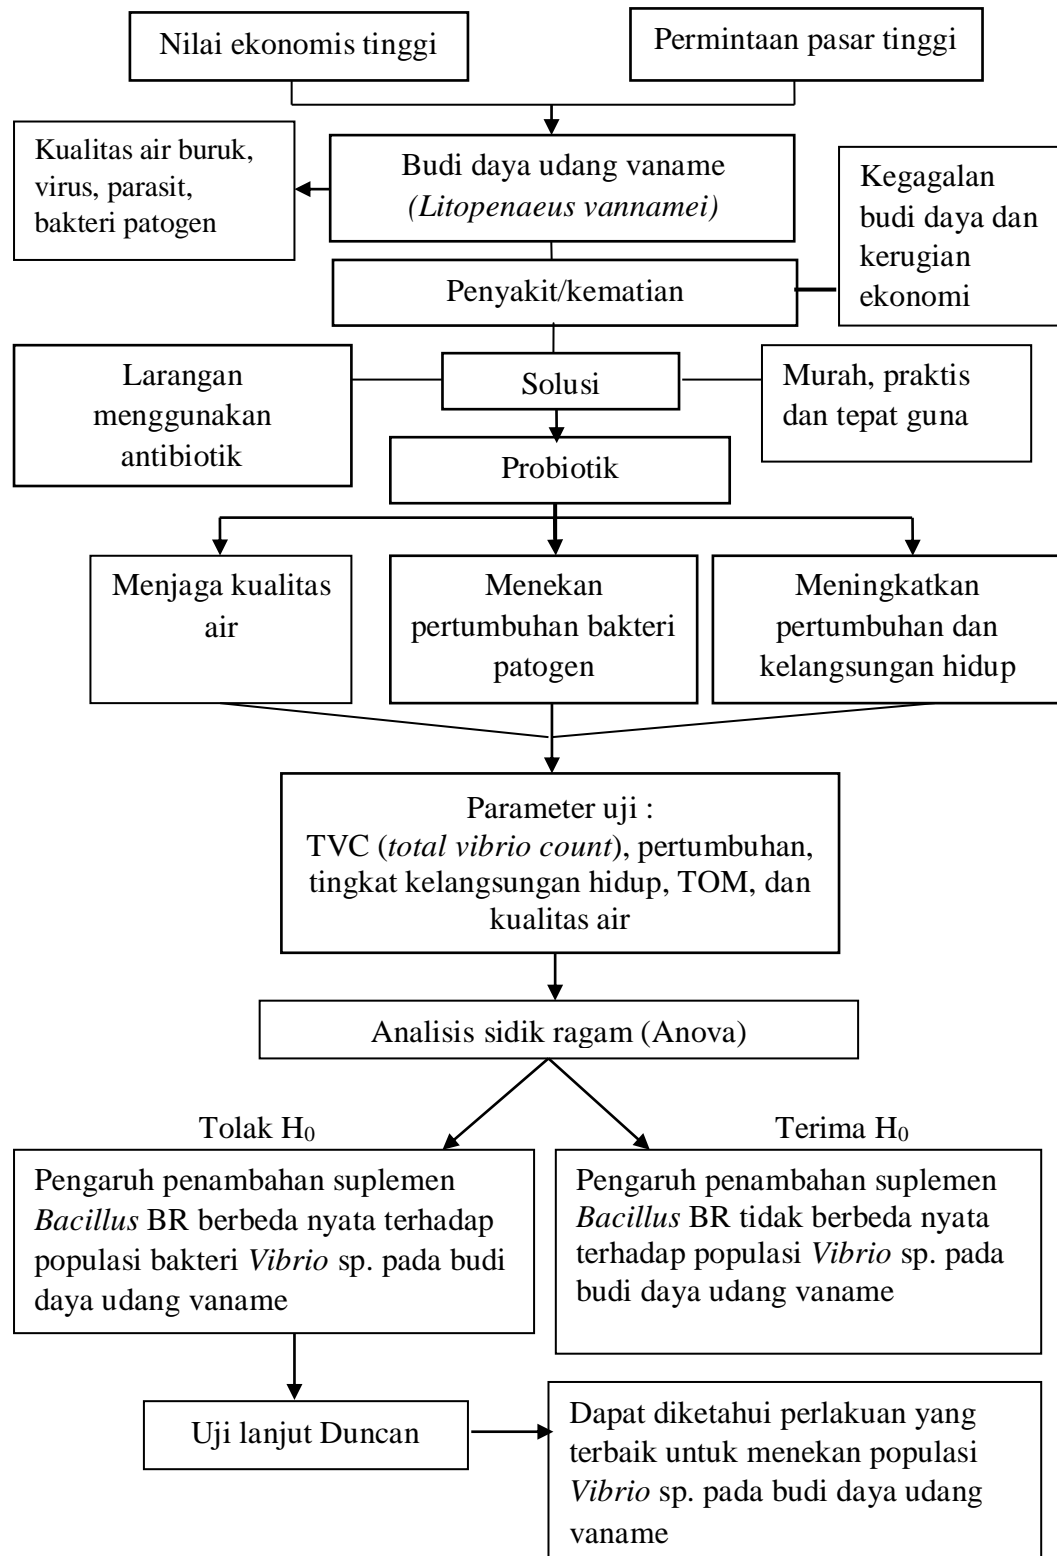 Nilai ekonomis tinggi
Permintaan pasar tinggi
Kualitas air buruk,
virus, parasit,
bakteri patogen
Budi daya udang vaname
(Litopenaeus vannamei)
Kegagalan
budi daya dan
kerugian
ekonomi
Penyakit/kematian
Larangan
menggunakan
antibiotik
Solusi
Murah, praktis
dan tepat guna
Probiotik
Menjaga kualitas
air
Menekan
pertumbuhan bakteri
patogen
Meningkatkan
pertumbuhan dan
kelangsungan hidup
Parameter uji :
TVC (total vibrio count), pertumbuhan,
tingkat kelangsungan hidup, TOM, dan
kualitas air
Analisis sidik ragam (Anova)
Tolak H₀
Terima H₀
Pengaruh penambahan suplemen
Bacillus BR berbeda nyata terhadap
populasi bakteri Vibrio sp. pada budi
daya udang vaname
Pengaruh penambahan suplemen
Bacillus BR tidak berbeda nyata
terhadap populasi Vibrio sp. pada
budi daya udang vaname
Uji lanjut Duncan
Dapat diketahui perlakuan yang
terbaik untuk menekan populasi
Vibrio sp. pada budi daya udang
vaname